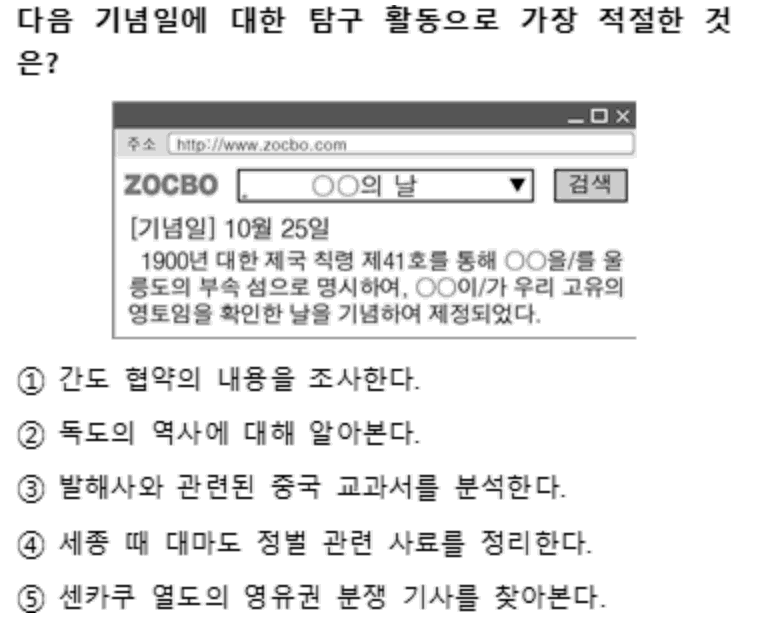 다음 기념일에 대한 탐구 활동으로 가장 적절한 것
은?
주소 http://www.zocbo.com
ZOCBO ○○의 날 ▼ 검색
[기념일] 10월 25일
1900년 대한 제국 칙령 제41호를 통해 ○○을/를 울
릉도의 부속 섬으로 명시하여, ○○이/가 우리 고유의
영토임을 확인한 날을 기념하여 제정되었다.
① 간도 협약의 내용을 조사한다.
② 독도의 역사에 대해 알아본다.
③ 발해사와 관련된 중국 교과서를 분석한다.
④ 세종 때 대마도 정벌 관련 사료를 정리한다.
⑤ 센카쿠 열도의 영유권 분쟁 기사를 찾아본다.